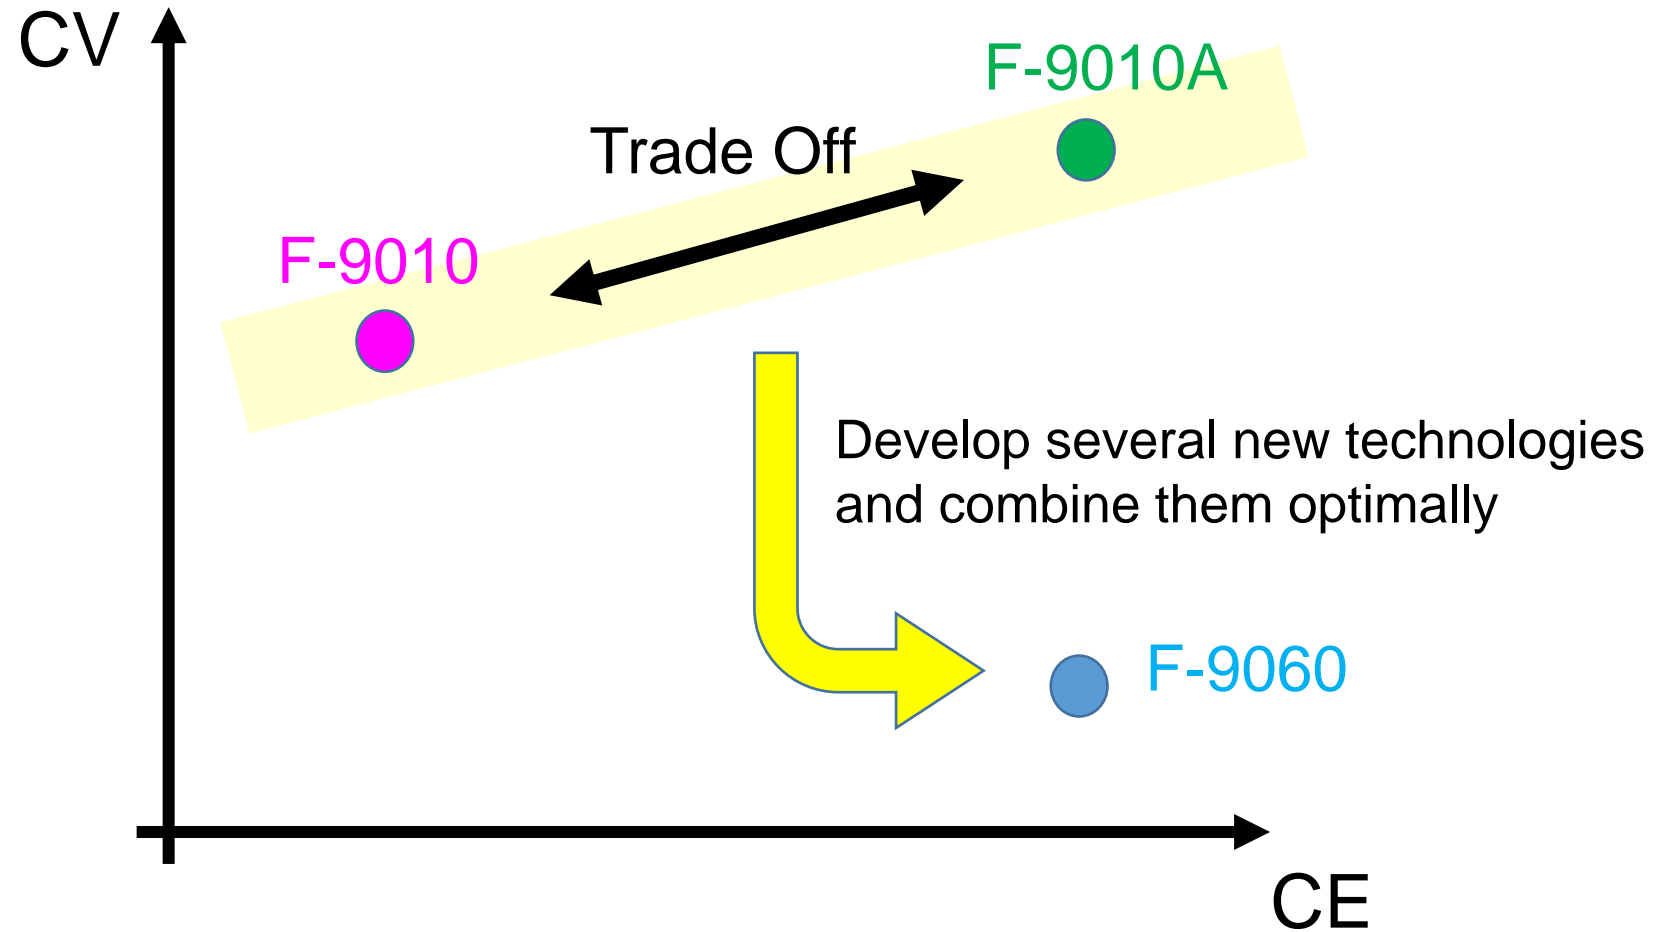 CV
F-9010A
Trade Off
F-9010
Develop several new technologies
and combine them optimally
F-9060
CE